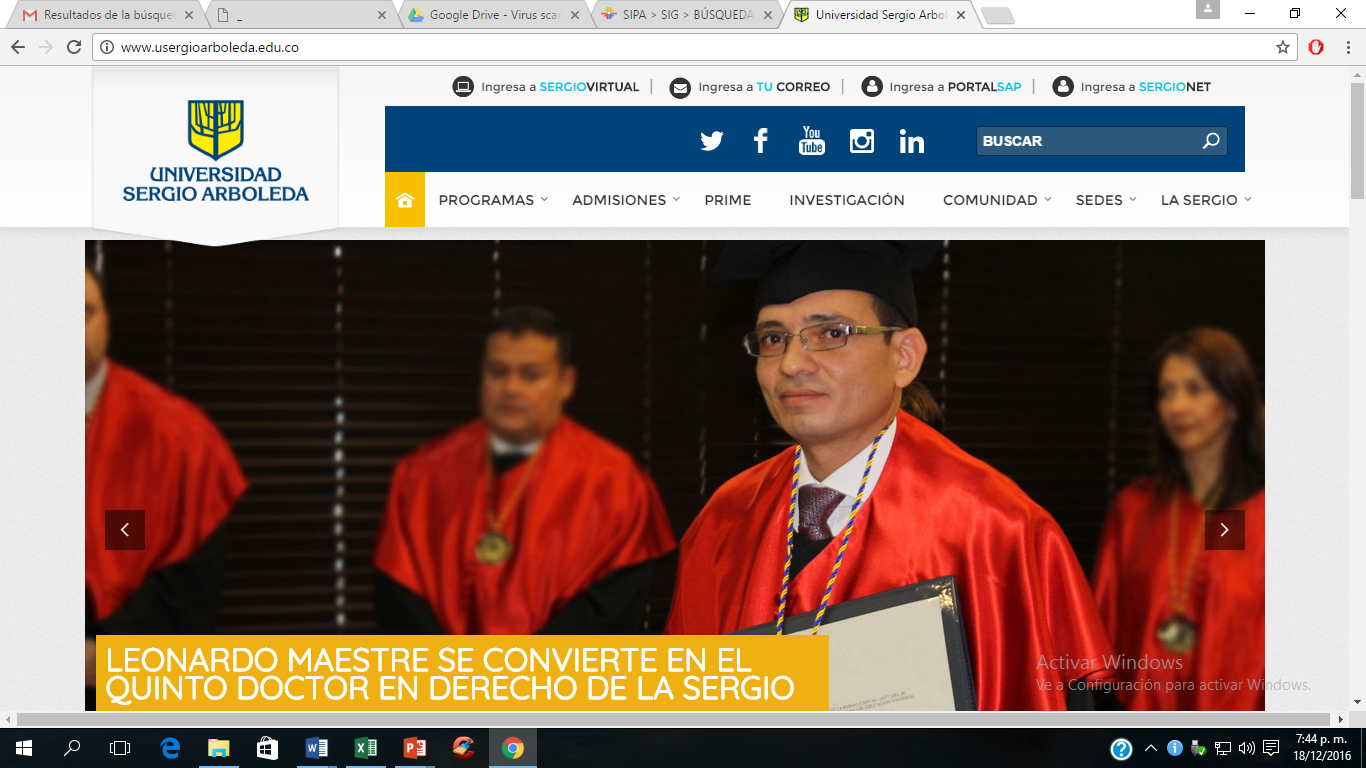 Resultados de la búsque
_
Google Drive - Virus sca
SIPA > SIG > BÚSQUEDA
Universidad Sergio Arbol
www.usergioarboleda.edu.co
Ingresa a SERGIOVIRTUAL | Ingresa a TU CORREO | Ingresa a PORTALSAP | Ingresa a SERGIONET
UNIVERSIDAD
SERGIO ARBOLEDA
You
Tube
BUSCAR
PROGRAMAS ADMISIONES PRIME INVESTIGACIÓN COMUNIDAD SEDES LA SERGIO
LEONARDO MAESTRE SE CONVIERTE EN EL
QUINTO DOCTOR EN DERECHO DE LA SERGIO
Activar Windows
Ve a Configuración para activar Windows.
7:44 p. m.
18/12/2016